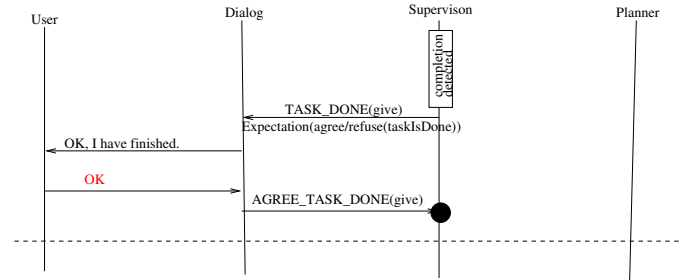 User
Dialog
Supervison
Planner
completion
detected
TASK_DONE(give)
Expectation(agree/refuse(taskIsDone))
OK, I have finished.
OK
AGREE_TASK_DONE(give)